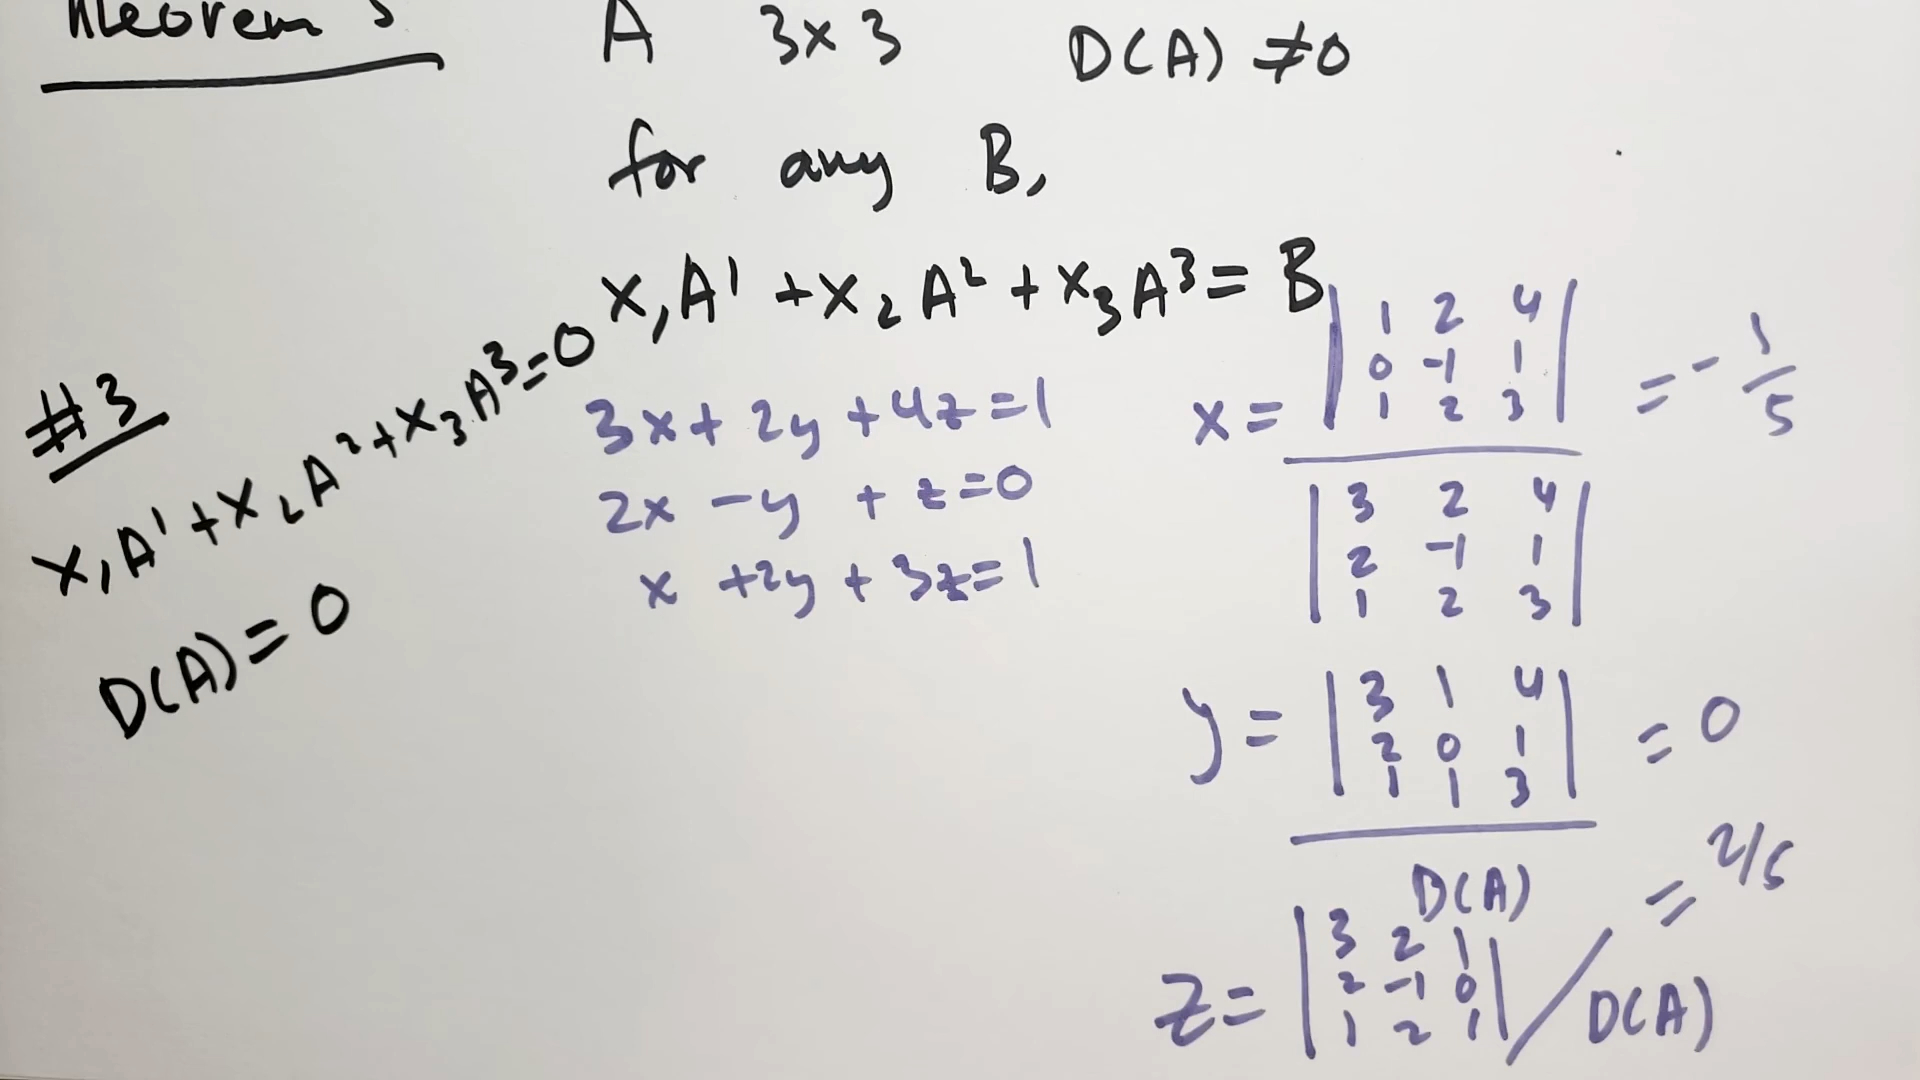 Theorem 3 A 3x3 D(A) ≠ 0
for any B,
x₁A¹ + x₂A² + x₃A³ = B
#3
x₁A¹ + x₂A² + x₃A³ = 0
D(A) = 0
3x + 2y + 4z = 1
2x - y + z = 0
x + 2y + 3z = 1
x =
| 1 2 4 |
| 0 -1 1 |
| 1 2 3 |
= - 1/5
| 3 2 4 |
| 2 -1 1 |
| 1 2 3 |
y =
| 3 1 4 |
| 2 0 1 |
| 1 1 3 |
= 0
D(A)
z =
| 3 2 1 |
| 2 -1 0 |
| 1 2 1 |
/ D(A)
= 2/5